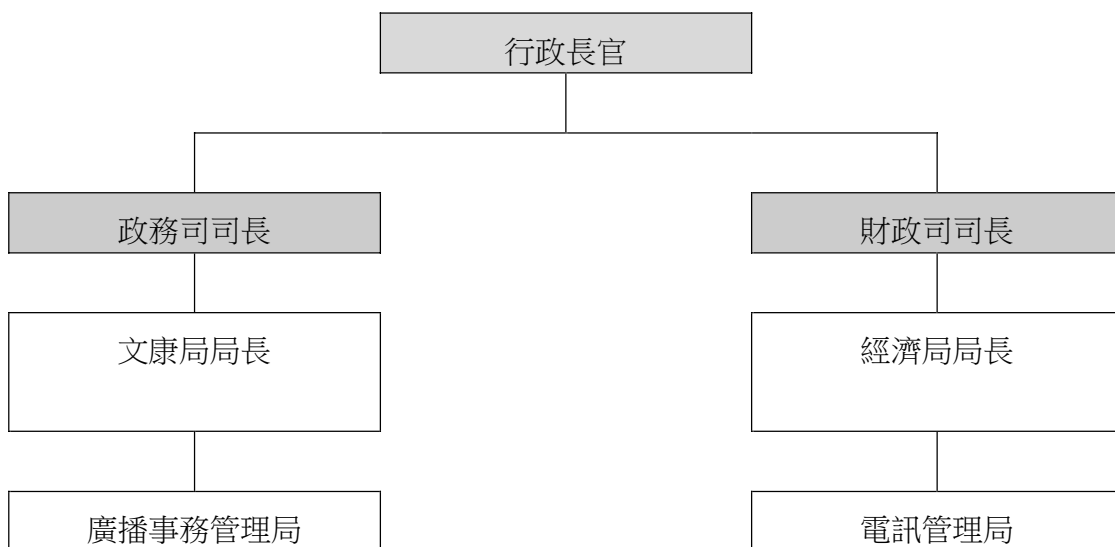 行政長官
政務司司長
財政司司長
文康局局長
經濟局局長
廣播事務管理局
電訊管理局